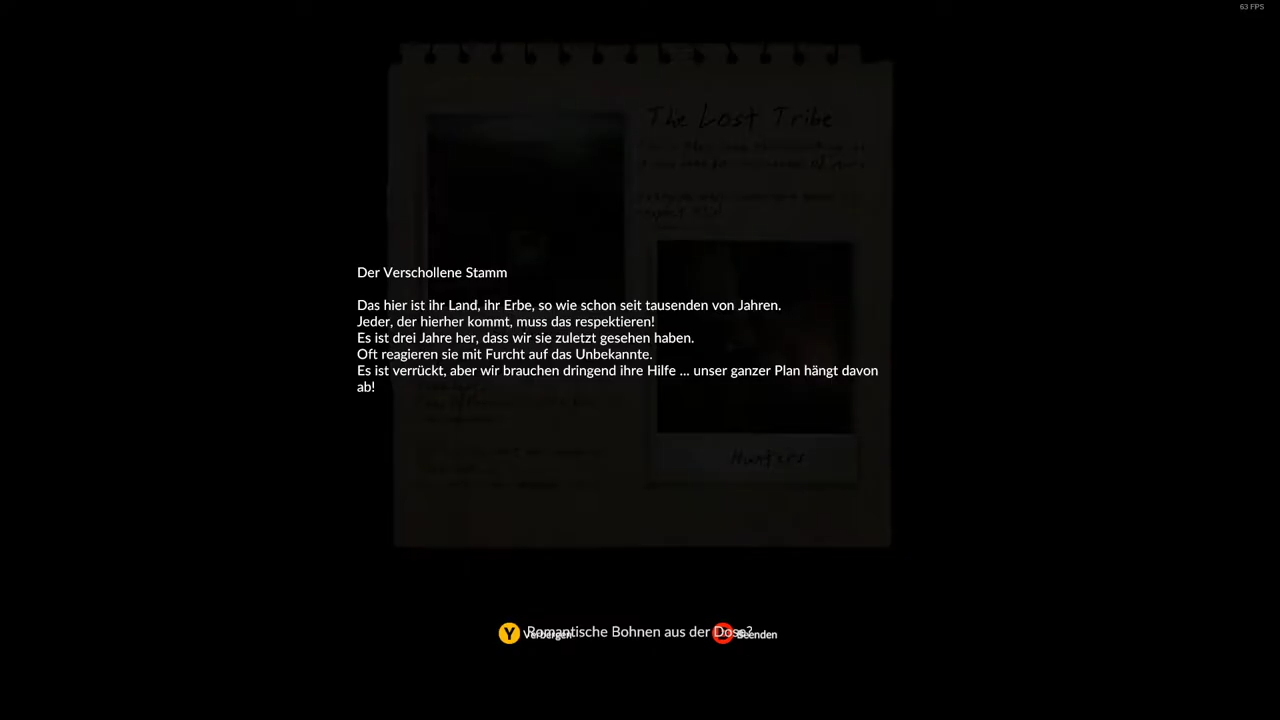 63 FPS
The Lost Tribe
Der Verschollene Stamm
Das hier ist ihr Land, ihr Erbe, so wie schon seit tausenden von Jahren.
Jeder, der hierher kommt, muss das respektieren!
Es ist drei Jahre her, dass wir sie zuletzt gesehen haben.
Oft reagieren sie mit Furcht auf das Unbekannte.
Es ist verrückt, aber wir brauchen dringend ihre Hilfe ... unser ganzer Plan hängt davon
ab!
Hunters
Y Verbergen Romantische Bohnen aus der Dose? Beenden